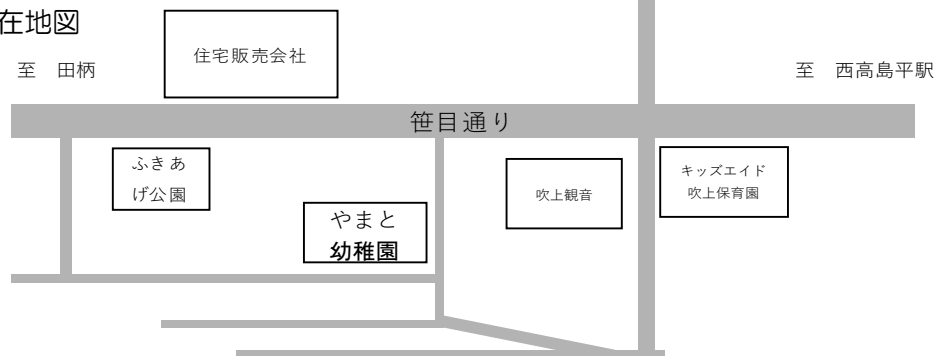 在地図
住宅販売会社
至 田柄
至 西高島平駅
笹目通り
ふきあ
げ公園
やまと
幼稚園
吹上観音
キッズエイド
吹上保育園